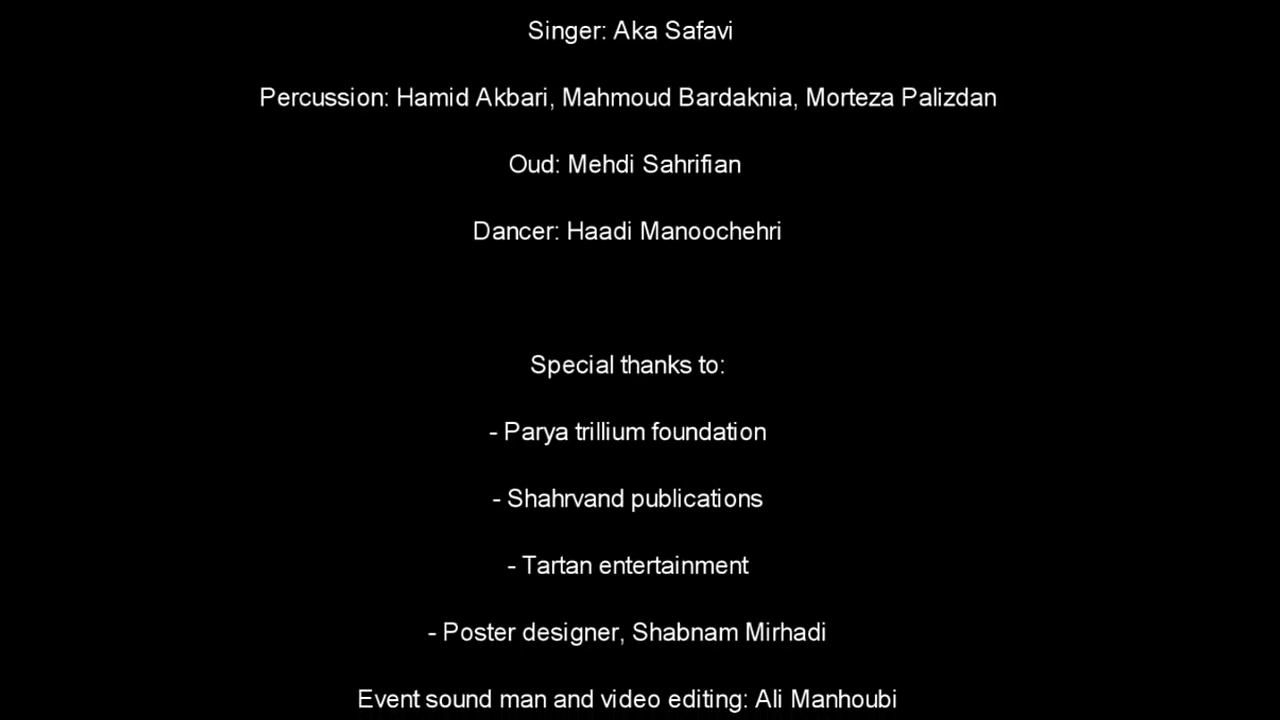 Singer: Aka Safavi
Percussion: Hamid Akbari, Mahmoud Bardaknia, Morteza Palizdan
Oud: Mehdi Sahrifian
Dancer: Haadi Manoochehri
Special thanks to:
- Parya trillium foundation
- Shahrvand publications
- Tartan entertainment
- Poster designer, Shabnam Mirhadi
Event sound man and video editing: Ali Manhoubi